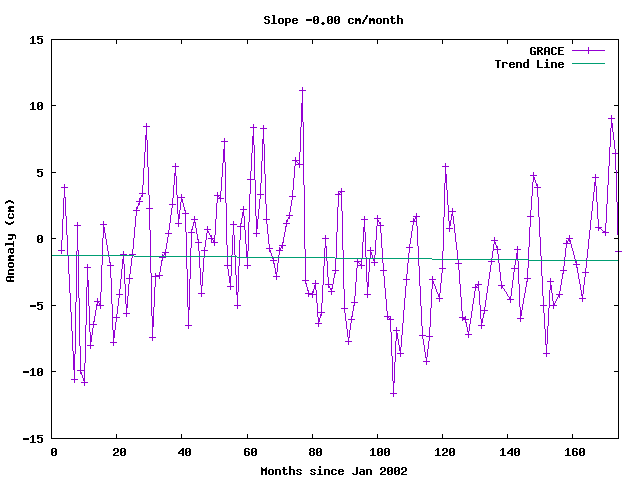 Slope -0.00 cm/month
GRACE
Trend Line
15
10
5
0
-5
-10
-15
Anomaly (cm)
0 20 40 60 80 100 120 140 160
Months since Jan 2002